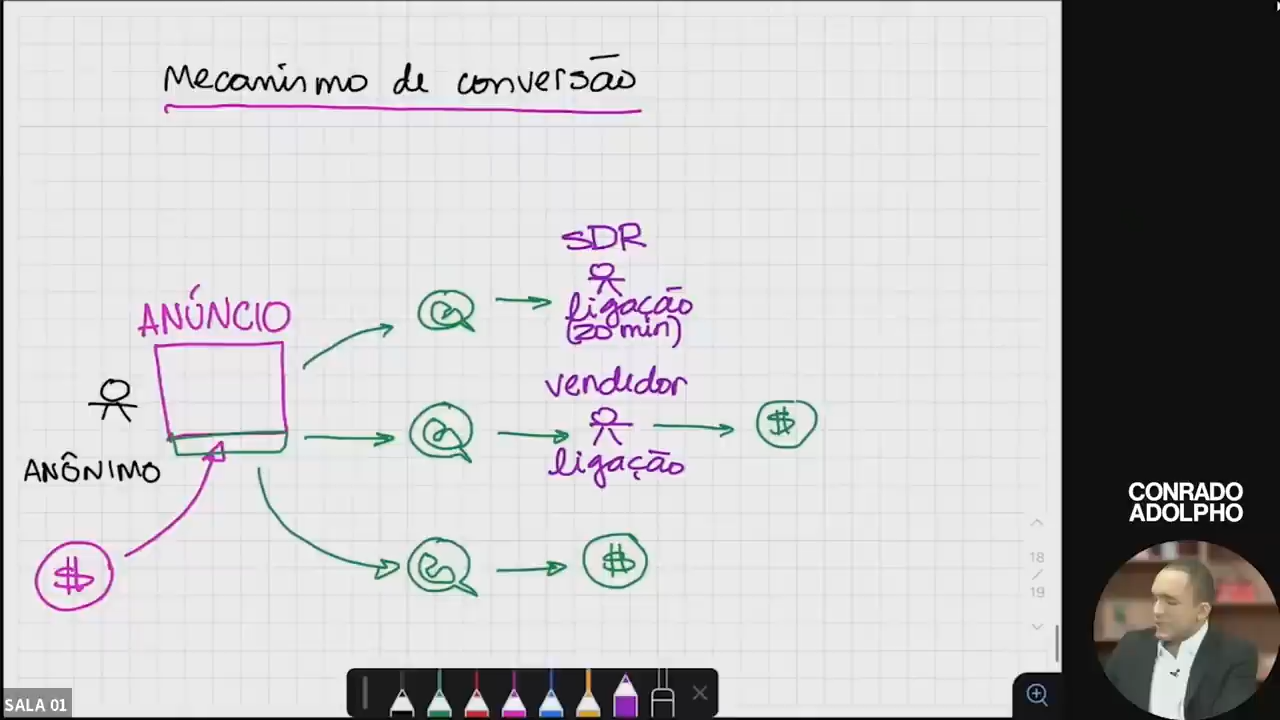 Mecanismo de conversão
SDR
ligação
(20 min)
ANÚNCIO
vendedor
$
ligação
ANÔNIMO
$
$
18
/
19
CONRADO
ADOLPHO
SALA 01